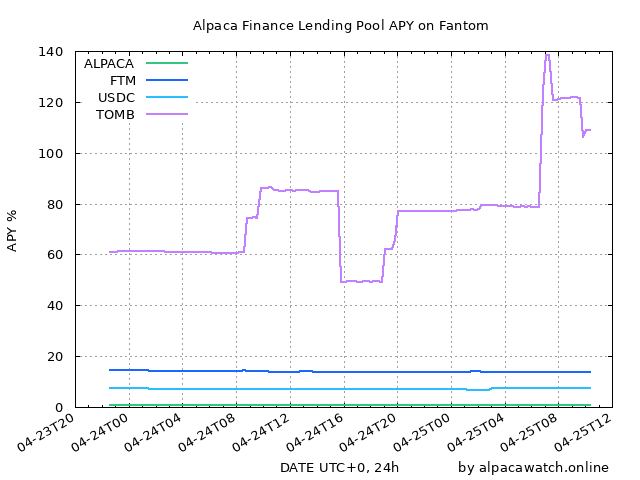 Alpaca Finance Lending Pool APY on Fantom
140
120
100
80
60
40
20
0
APY %
ALPACA
FTM
USDC
TOMB
04-23T20
04-24T00
04-24T04
04-24T08
04-24T12
04-24T16
04-24T20
04-25T00
04-25T04
04-25T08
04-25T12
DATE UTC+0, 24h
by alpacawatch.online